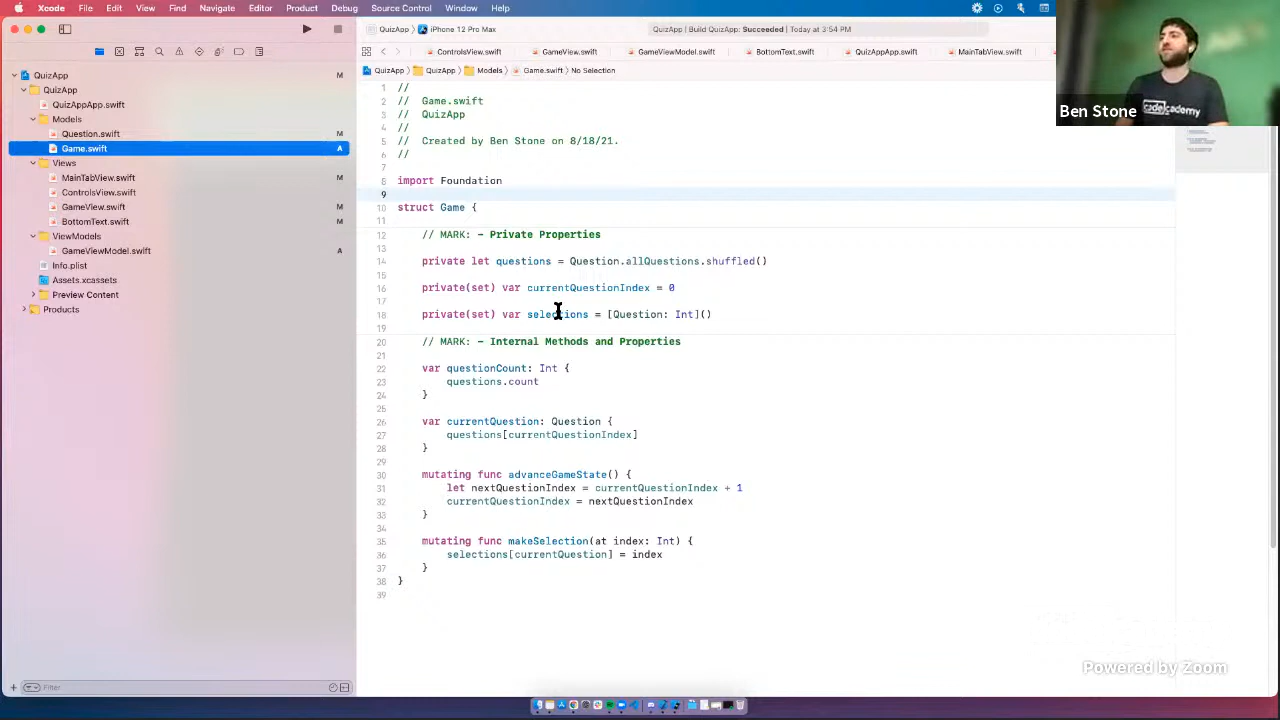 Xcode File Edit View Find Navigate Editor Product Debug Source Control Window Help
QuizApp iPhone 12 Pro Max
QuizApp | Build QuizApp: Succeeded | Today at 3:54 PM
ControlsView.swift GameView.swift GameViewModel.swift BottomText.swift QuizAppApp.swift MainTabView.swift
QuizApp QuizApp Models Game.swift No Selection
QuizApp M
QuizApp
QuizAppApp.swift
Models
Question.swift M
Game.swift A
Views
MainTabView.swift M
ControlsView.swift
GameView.swift M
BottomText.swift M
ViewModels
GameViewModel.swift A
Info.plist
Assets.xcassets
Preview Content
Products
Filter
1 //
2 // Game.swift
3 // QuizApp
4 //
5 // Created by Ben Stone on 8/18/21.
6 //
7
8 import Foundation
9
10 struct Game {
11
12 // MARK: - Private Properties
13
14 private let questions = Question.allQuestions.shuffled()
15
16 private(set) var currentQuestionIndex = 0
17
18 private(set) var selections = [Question: Int]()
19
20 // MARK: - Internal Methods and Properties
21
22 var questionCount: Int {
23 questions.count
24 }
25
26 var currentQuestion: Question {
27 questions[currentQuestionIndex]
28 }
29
30 mutating func advanceGameState() {
31 let nextQuestionIndex = currentQuestionIndex + 1
32 currentQuestionIndex = nextQuestionIndex
33 }
34
35 mutating func makeSelection(at index: Int) {
36 selections[currentQuestion] = index
37 }
38 }
39
codecademy
Ben Stone
Powered by Zoom